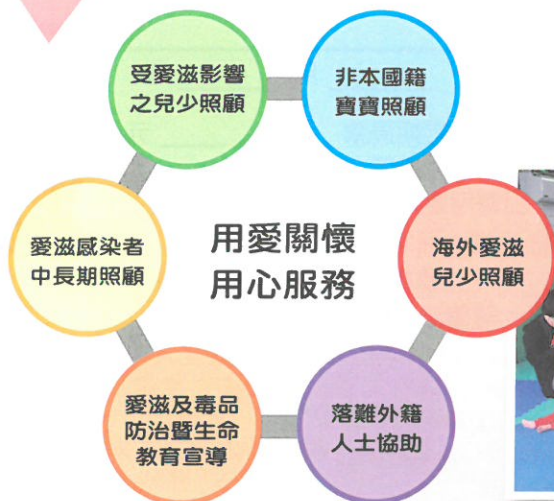 受愛滋影響
之兒少照顧
非本國籍
寶寶照顧
愛滋感染者
中長期照顧
用愛關懷
用心服務
海外愛滋
兒少照顧
愛滋及毒品
防治暨生命
教育宣導
落難外籍
人士協助